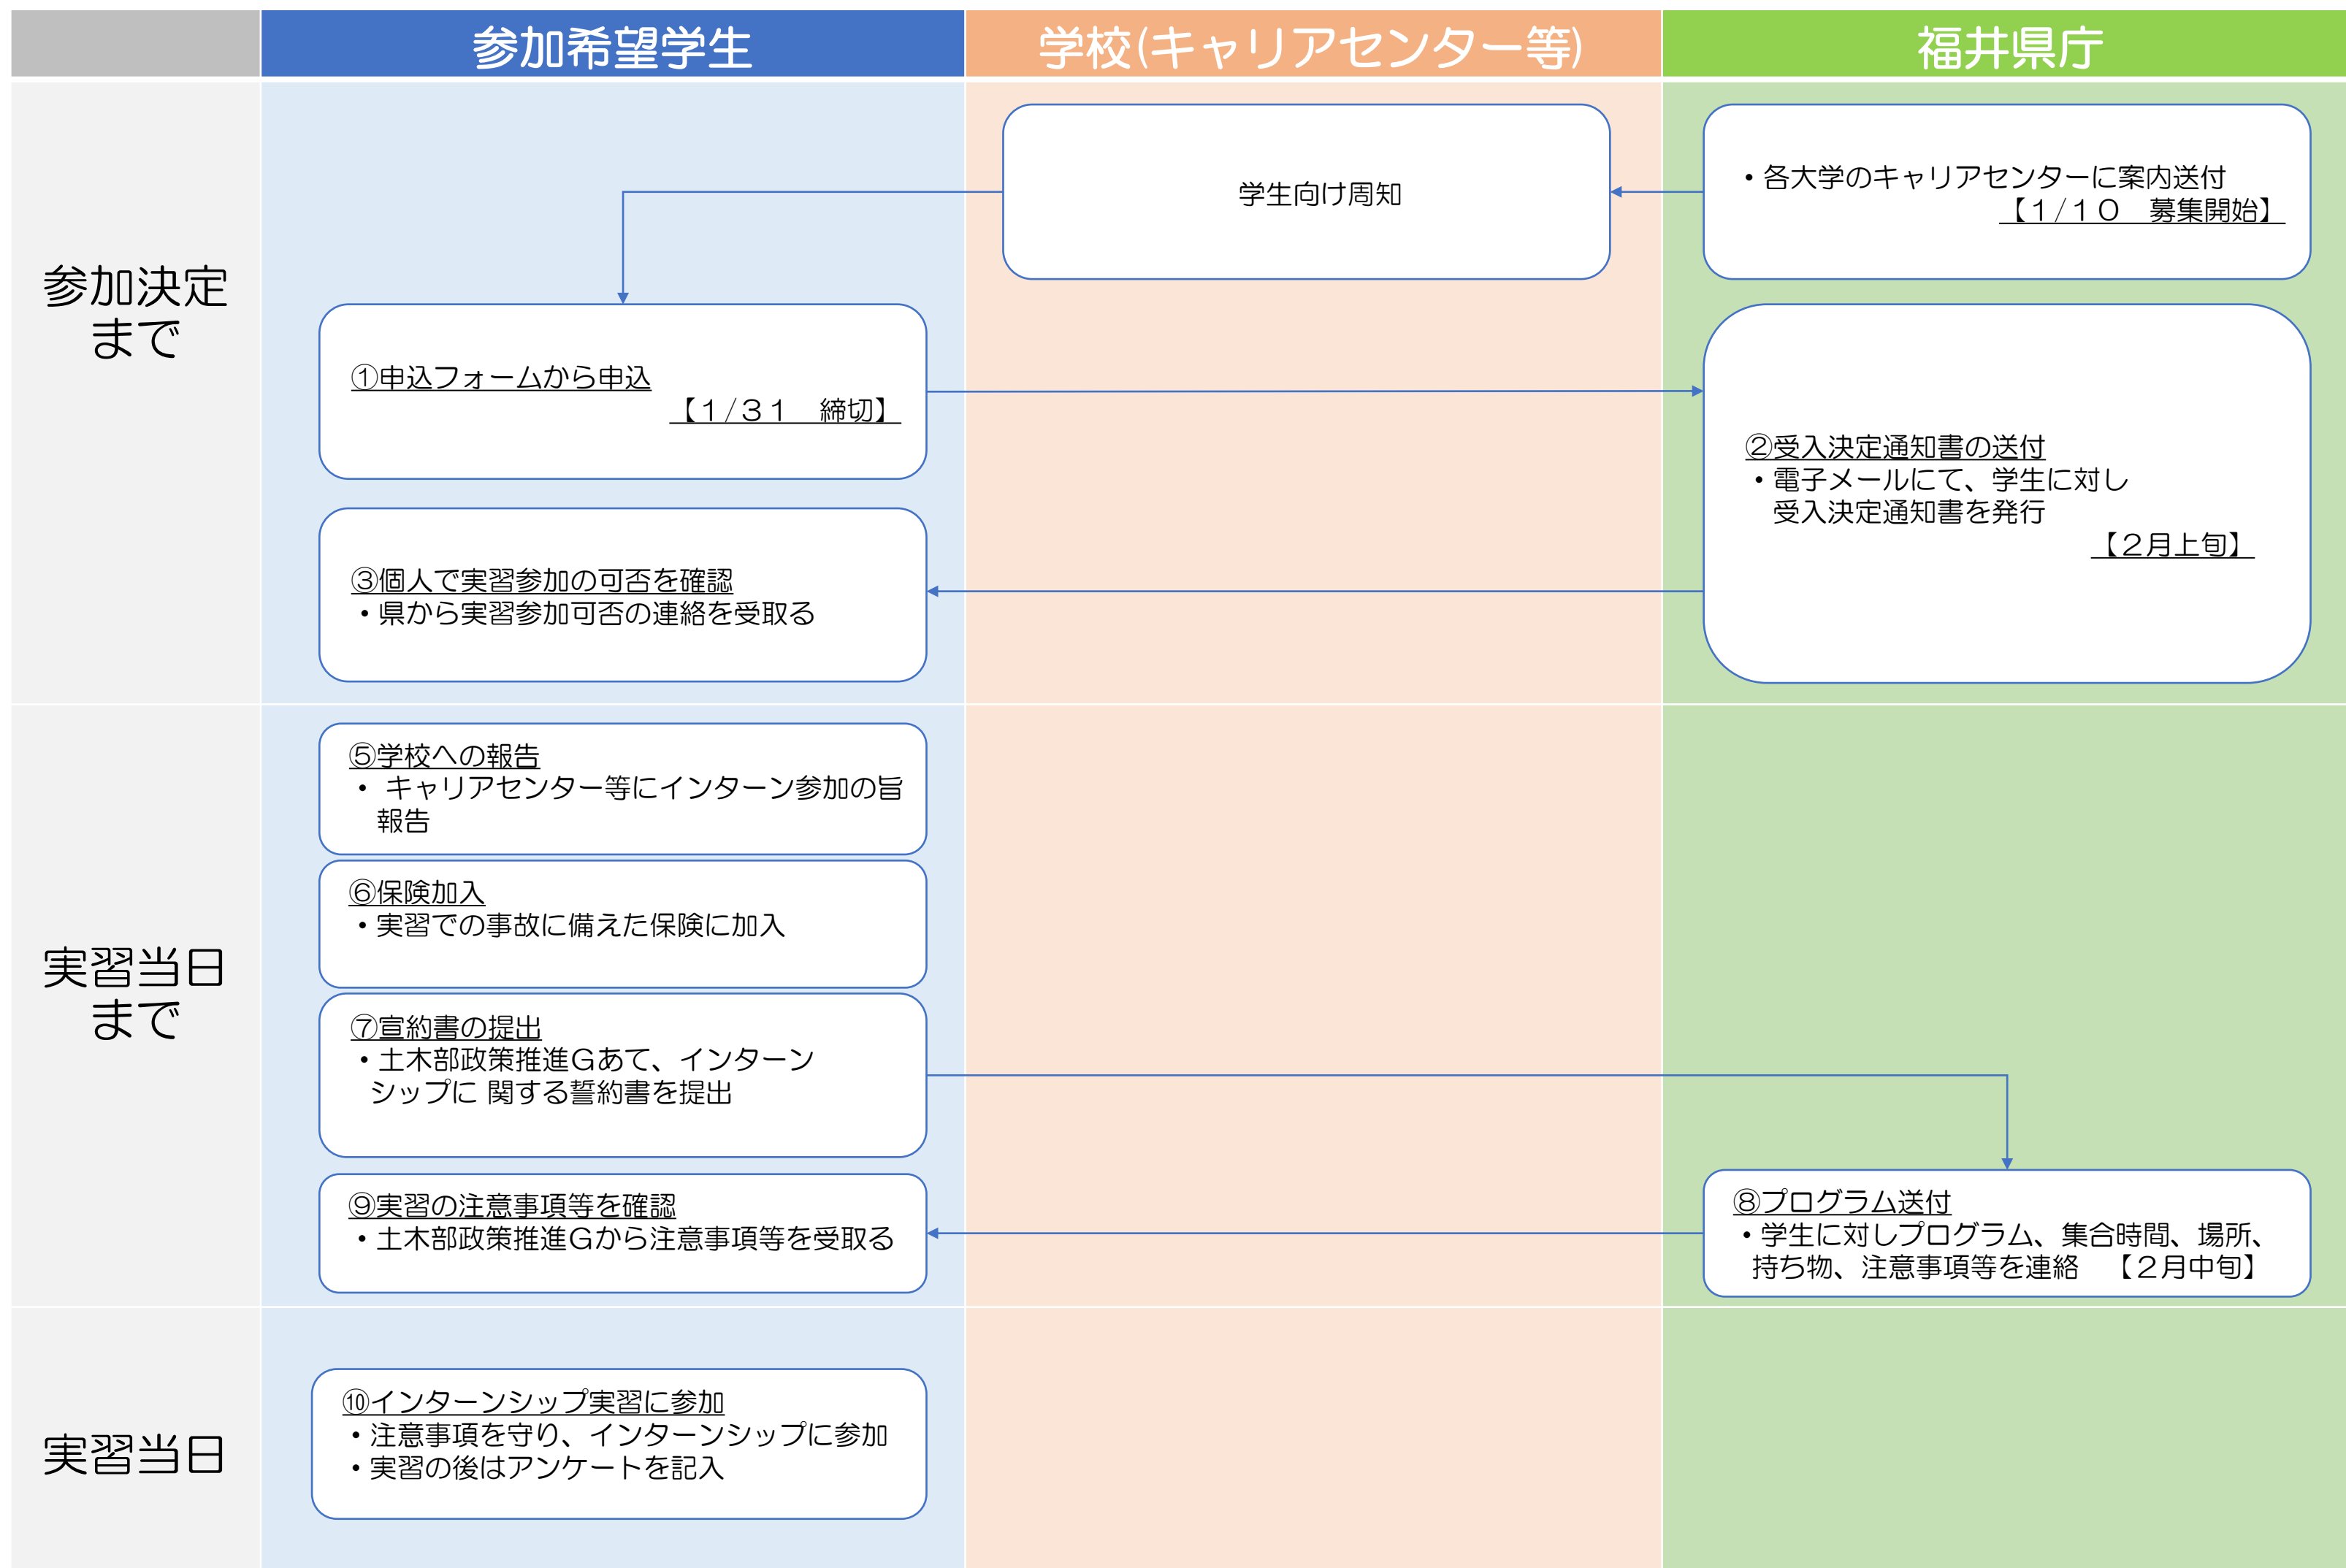 参加希望学生
学校(キャリアセンター等)
福井県庁
参加決定
まで
学生向け周知
・各大学のキャリアセンターに案内送付
【１/１０　募集開始】
①申込フォームから申込
【１/３１　締切】
②受入決定通知書の送付
・電子メールにて、学生に対し
受入決定通知書を発行
【２月上旬】
③個人で実習参加の可否を確認
・県から実習参加可否の連絡を受取る
実習当日
まで
⑤学校への報告
・ キャリアセンター等にインターン参加の旨
報告
⑥保険加入
・実習での事故に備えた保険に加入
⑦宣約書の提出
・土木部政策推進Ｇあて、インターン
シップに 関する誓約書を提出
⑧プログラム送付
・学生に対しプログラム、集合時間、場所、
持ち物、注意事項等を連絡　【２月中旬】
⑨実習の注意事項等を確認
・土木部政策推進Ｇから注意事項等を受取る
実習当日
⑩インターンシップ実習に参加
・注意事項を守り、インターンシップに参加
・実習の後はアンケートを記入